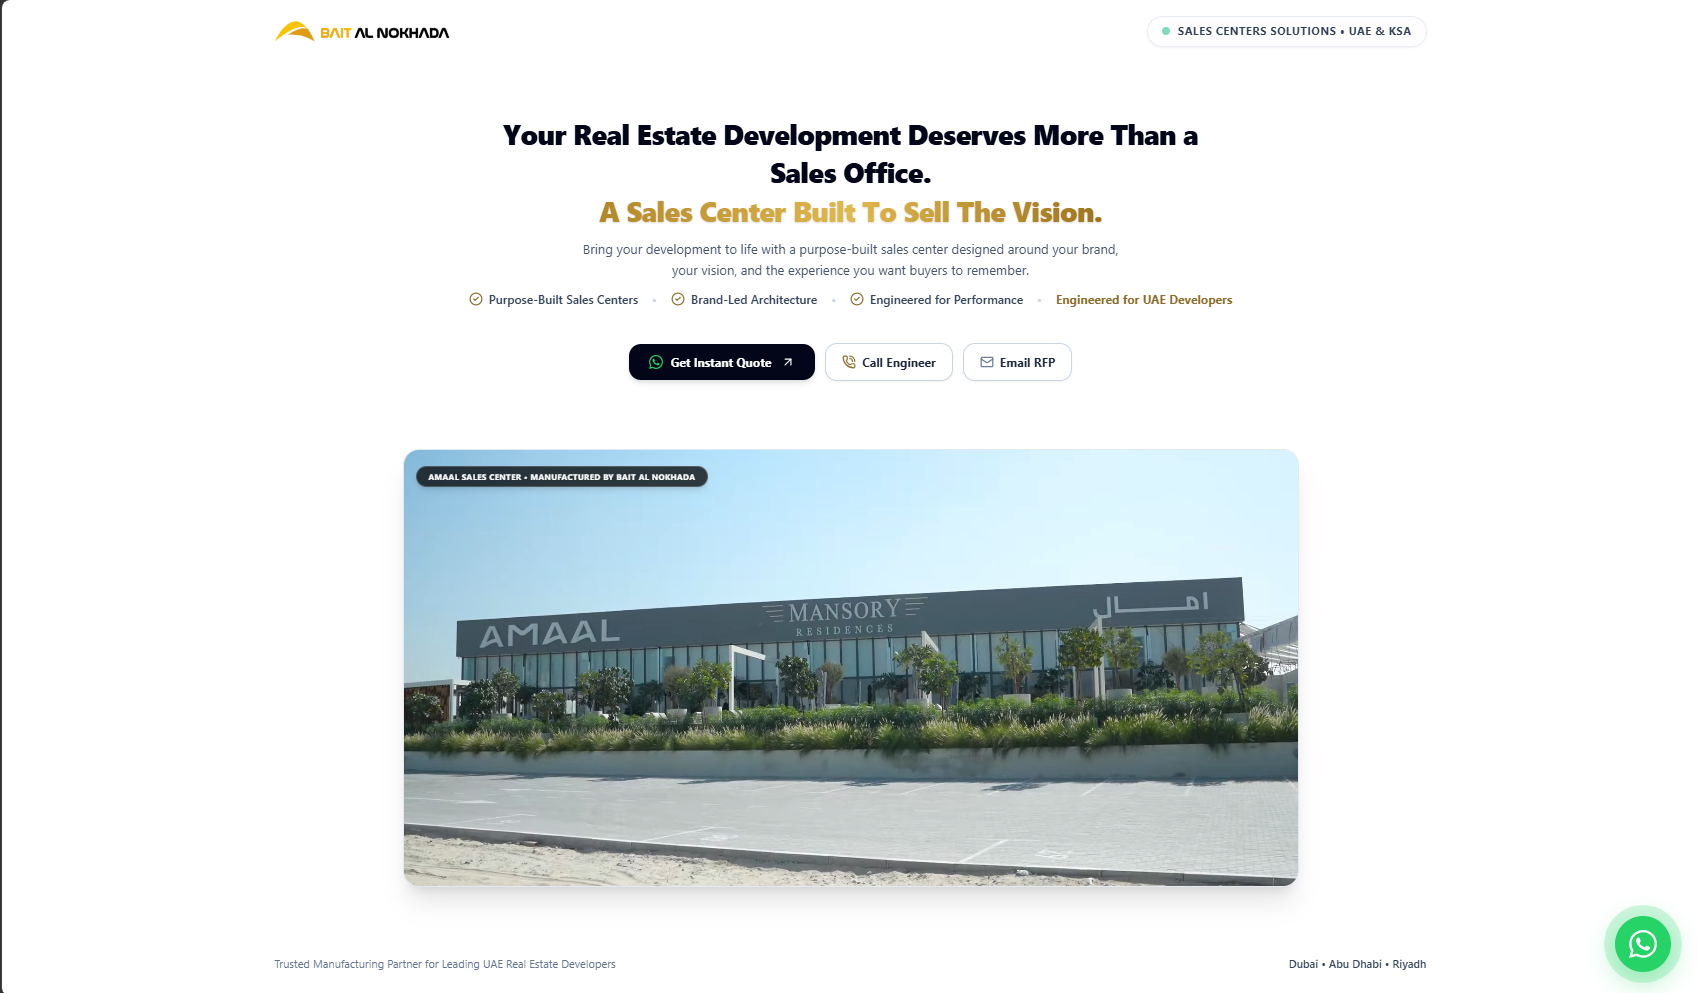 BAIT AL NOKHADA
SALES CENTERS SOLUTIONS • UAE & KSA
Your Real Estate Development Deserves More Than a
Sales Office.
A Sales Center Built To Sell The Vision.
Bring your development to life with a purpose-built sales center designed around your brand,
your vision, and the experience you want buyers to remember.
Purpose-Built Sales Centers • Brand-Led Architecture • Engineered for Performance • Engineered for UAE Developers
Get Instant Quote
Call Engineer
Email RFP
AMAAL SALES CENTER • MANUFACTURED BY BAIT AL NOKHADA
AMAAL
MANSORY
RESIDENCES
امـــال
Trusted Manufacturing Partner for Leading UAE Real Estate Developers
Dubai • Abu Dhabi • Riyadh